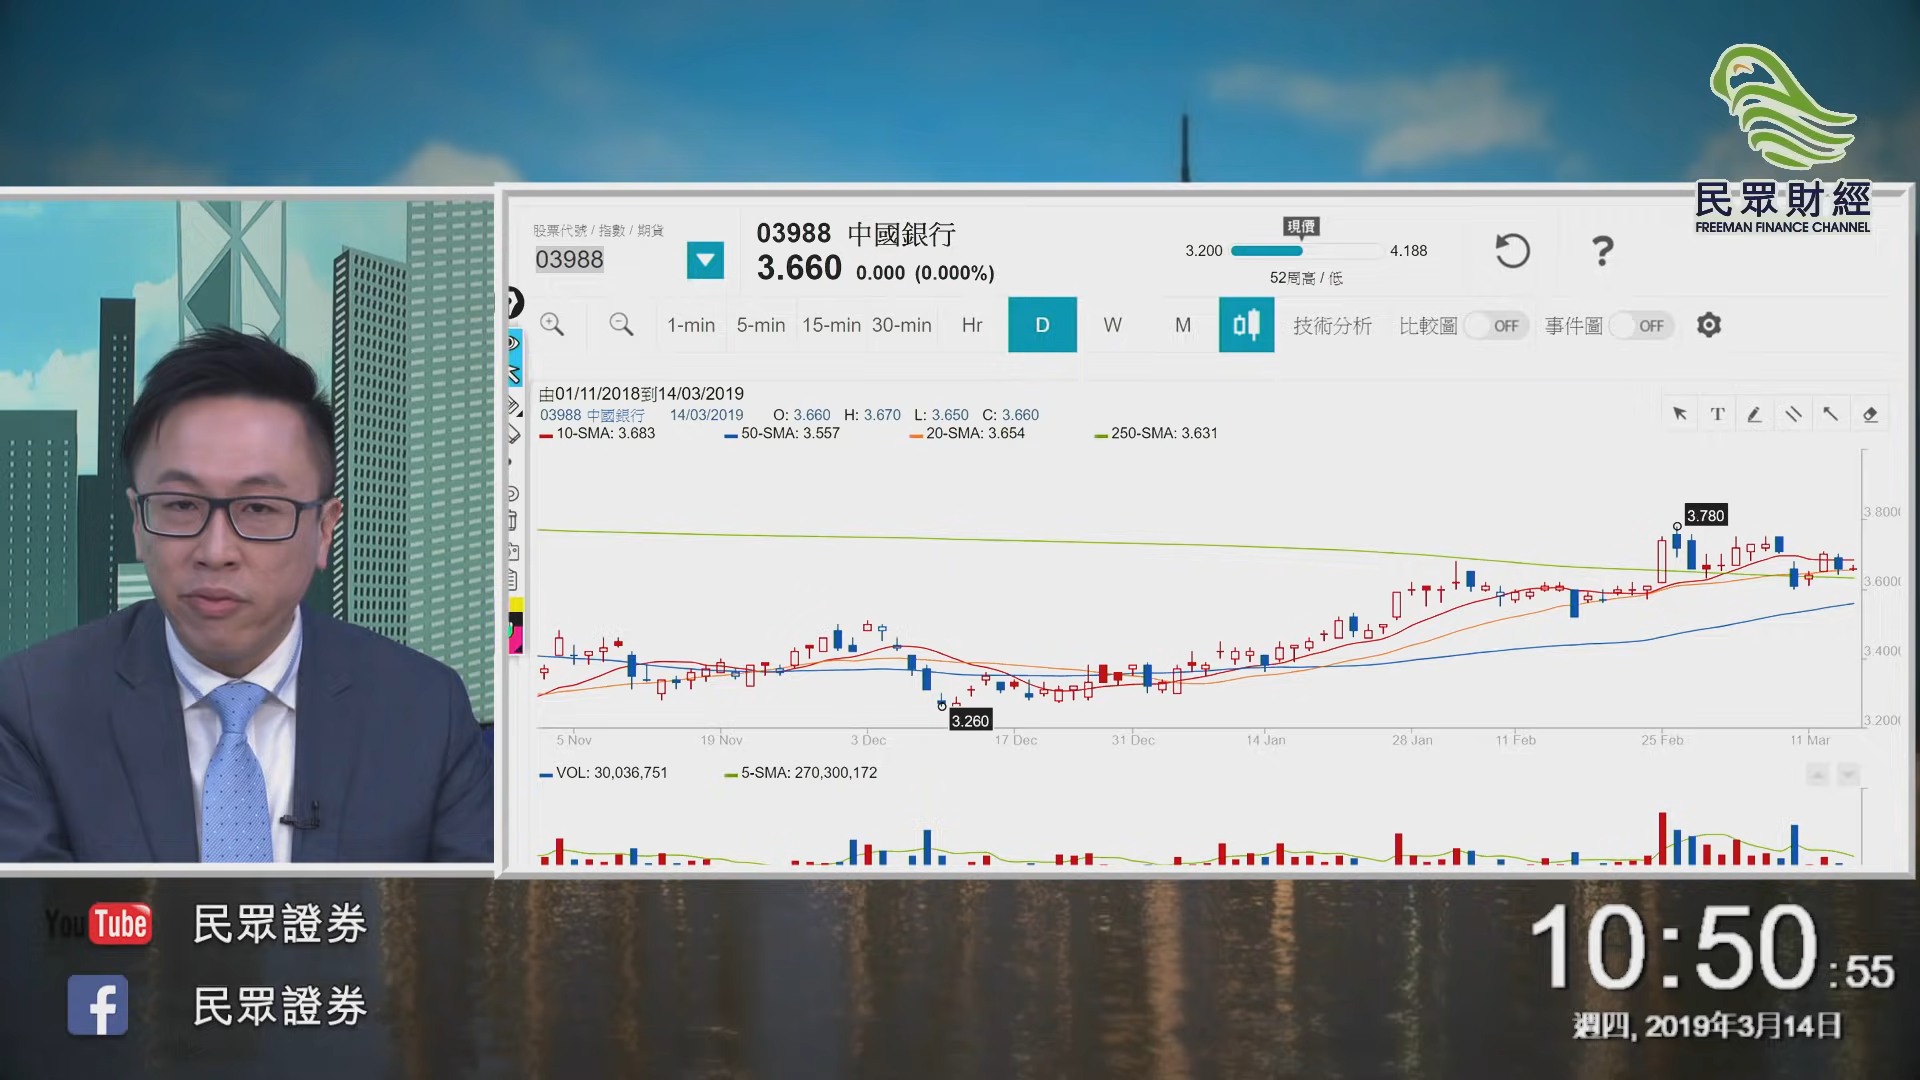 民眾財經
FREEMAN FINANCE CHANNEL
股票代號 / 指數 / 期貨
03988
03988 中國銀行
3.660 0.000 (0.000%)
現價
3.200 4.188
52周高 / 低
?
1-min 5-min 15-min 30-min Hr D W M 技術分析 比較圖 OFF 事件圖 OFF
由01/11/2018到14/03/2019
03988 中國銀行 14/03/2019 O: 3.660 H: 3.670 L: 3.650 C: 3.660
10-SMA: 3.683 50-SMA: 3.557 20-SMA: 3.654 250-SMA: 3.631
T
3.780
3.8000
3.6000
3.4000
3.260
3.2000
5 Nov 19 Nov 3 Dec 17 Dec 31 Dec 14 Jan 28 Jan 11 Feb 25 Feb 11 Mar
VOL: 30,036,751 5-SMA: 270,300,172
YouTube 民眾證券
f 民眾證券
10:50:55
週四, 2019年3月14日